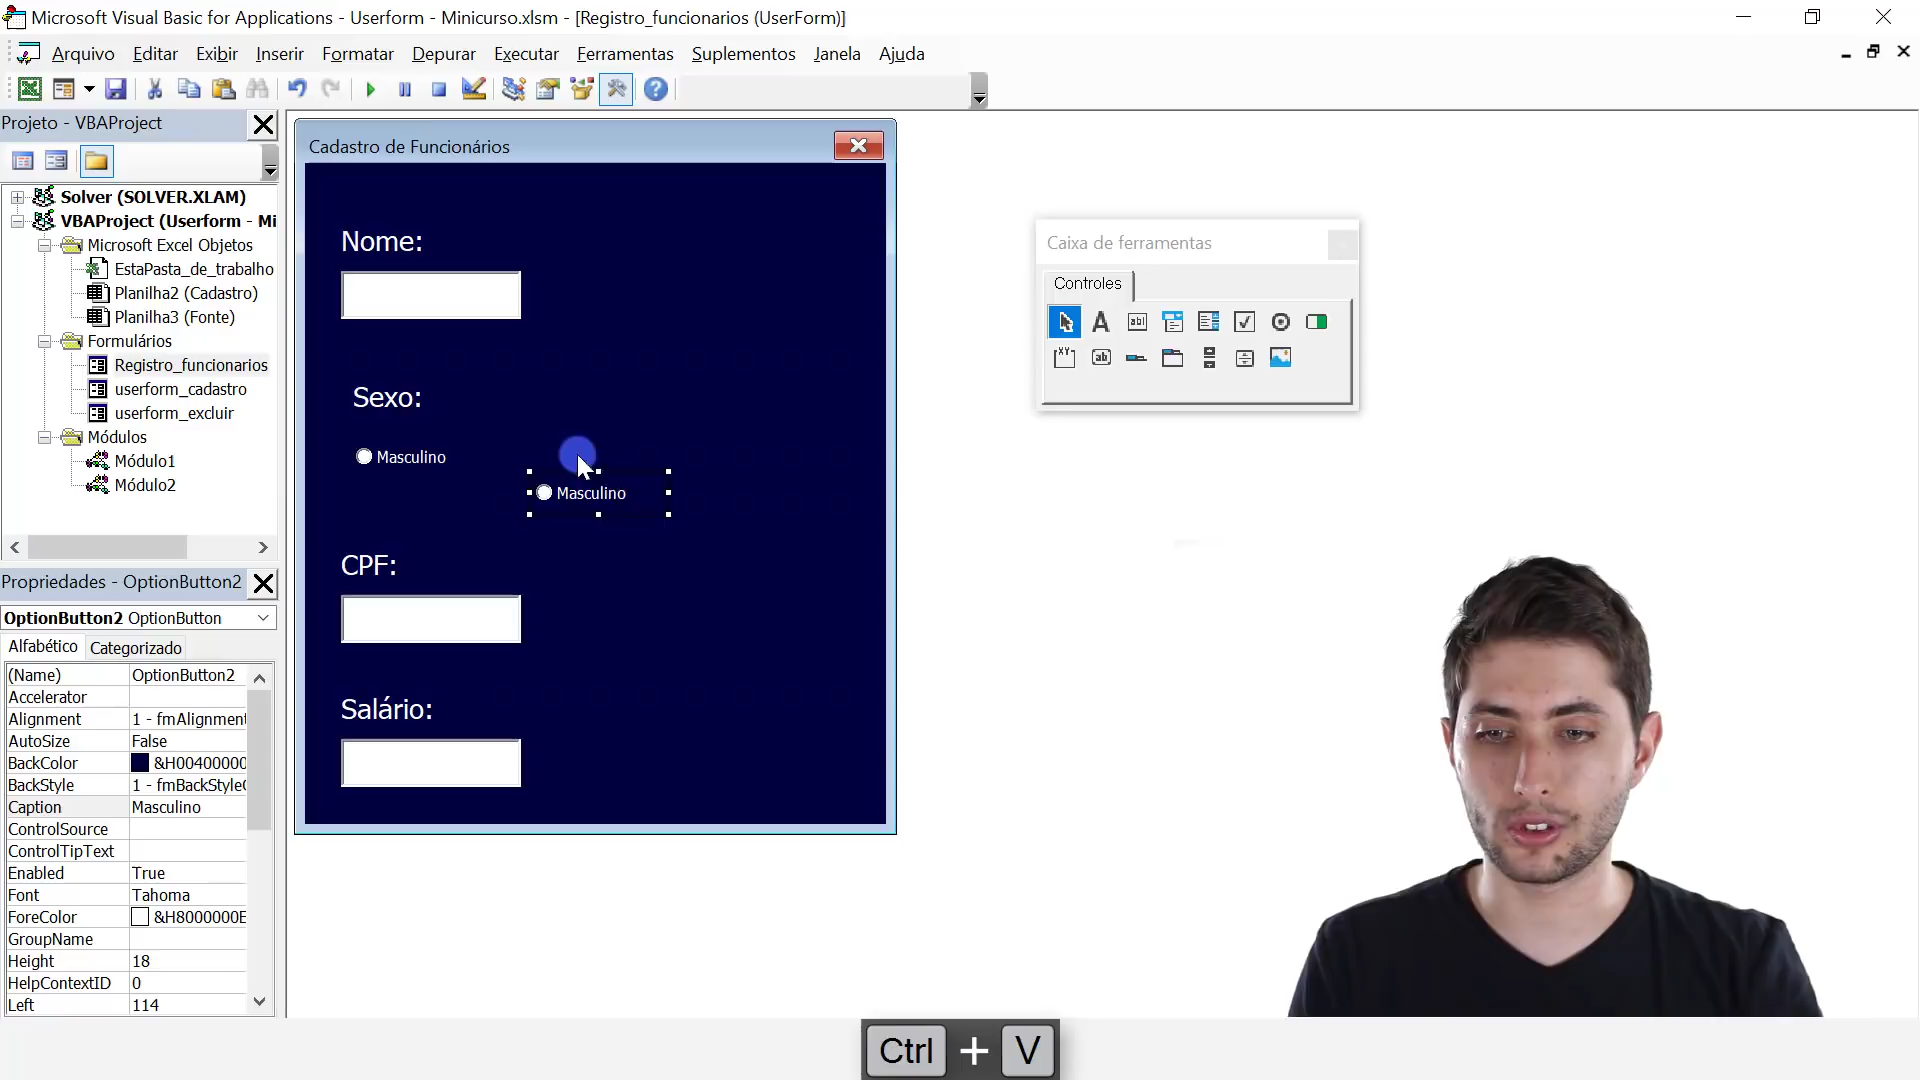 Microsoft Visual Basic for Applications - Userform - Minicurso.xlsm - [Registro_funcionarios (UserForm)]
Arquivo Editar Exibir Inserir Formatar Depurar Executar Ferramentas Suplementos Janela Ajuda
Projeto - VBAProject
Solver (SOLVER.XLAM)
VBAProject (Userform - Mi
Microsoft Excel Objetos
EstaPasta_de_trabalho
Planilha2 (Cadastro)
Planilha3 (Fonte)
Formulários
Registro_funcionarios
userform_cadastro
userform_excluir
Módulos
Módulo1
Módulo2
Propriedades - OptionButton2
OptionButton2 OptionButton
Alfabético Categorizado
(Name) OptionButton2
Accelerator
Alignment 1 - fmAlignment
AutoSize False
BackColor &H00400000
BackStyle 1 - fmBackStyle
Caption Masculino
ControlSource
ControlTipText
Enabled True
Font Tahoma
ForeColor &H8000000E
GroupName
Height 18
HelpContextID 0
Left 114
Cadastro de Funcionários
Nome:
Sexo:
Masculino
Masculino
CPF:
Salário:
Caixa de ferramentas
Controles
Ctrl + V